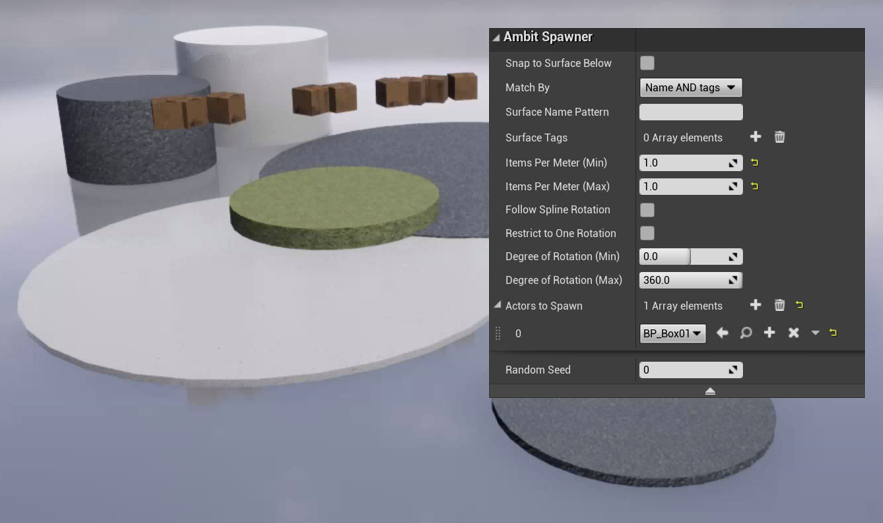 Ambit Spawner
Snap to Surface Below
Match By Name AND tags
Surface Name Pattern
Surface Tags 0 Array elements
Items Per Meter (Min) 1.0
Items Per Meter (Max) 1.0
Follow Spline Rotation
Restrict to One Rotation
Degree of Rotation (Min) 0.0
Degree of Rotation (Max) 360.0
Actors to Spawn 1 Array elements
0 BP_Box01
Random Seed 0